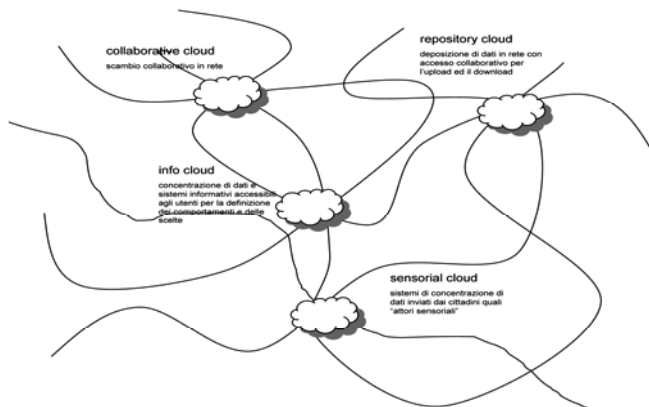 collaborative cloud
scambio collaborativo in rete
repository cloud
deposizione di dati in rete con
accesso collaborativo per
l'upload ed il download
info cloud
concentrazione di dati e
sistemi informativi accessibili
agli utenti per la definizione
dei comportamenti e delle
scelte
sensorial cloud
sistemi di concentrazione di
dati inviati dai cittadini quali
"attori sensoriali"